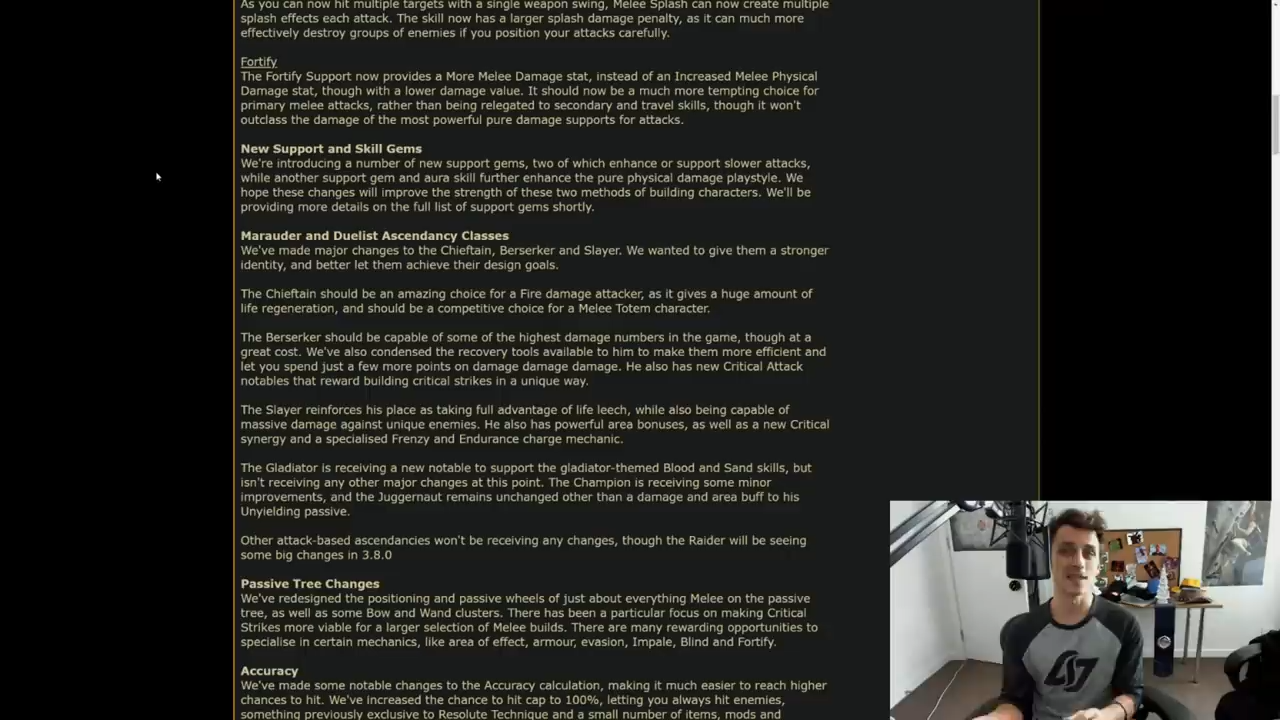 As you can now hit multiple targets with a single weapon swing, Melee Splash can now create multiple
splash effects each attack. The skill now has a larger splash damage penalty, as it can much more
effectively destroy groups of enemies if you position your attacks carefully.
Fortify
The Fortify Support now provides a More Melee Damage stat, instead of an Increased Melee Physical
Damage stat, though with a lower damage value. It should now be a much more tempting choice for
primary melee attacks, rather than being relegated to secondary and travel skills, though it won't
outclass the damage of the most powerful pure damage supports for attacks.
New Support and Skill Gems
We're introducing a number of new support gems, two of which enhance or support slower attacks,
while another support gem and aura skill further enhance the pure physical damage playstyle. We
hope these changes will improve the strength of these two methods of building characters. We'll be
providing more details on the full list of support gems shortly.
Marauder and Duelist Ascendancy Classes
We've made major changes to the Chieftain, Berserker and Slayer. We wanted to give them a stronger
identity, and better let them achieve their design goals.
The Chieftain should be an amazing choice for a Fire damage attacker, as it gives a huge amount of
life regeneration, and should be a competitive choice for a Melee Totem character.
The Berserker should be capable of some of the highest damage numbers in the game, though at a
great cost. We've also condensed the recovery tools available to him to make them more efficient and
let you spend just a few more points on damage damage damage. He also has new Critical Attack
notables that reward building critical strikes in a unique way.
The Slayer reinforces his place as taking full advantage of life leech, while also being capable of
massive damage against unique enemies. He also has powerful area bonuses, as well as a new Critical
synergy and a specialised Frenzy and Endurance charge mechanic.
The Gladiator is receiving a new notable to support the gladiator-themed Blood and Sand skills, but
isn't receiving any other major changes at this point. The Champion is receiving some minor
improvements, and the Juggernaut remains unchanged other than a damage and area buff to his
Unyielding passive.
Other attack-based ascendancies won't be receiving any changes, though the Raider will be seeing
some big changes in 3.8.0
Passive Tree Changes
We've redesigned the positioning and passive wheels of just about everything Melee on the passive
tree, as well as some Bow and Wand clusters. There has been a particular focus on making Critical
Strikes more viable for a larger selection of Melee builds. There are many rewarding opportunities to
specialise in certain mechanics, like area of effect, armour, evasion, Impale, Blind and Fortify.
Accuracy
We've made some notable changes to the Accuracy calculation, making it much easier to reach higher
chances to hit. We've increased the chance to hit cap to 100%, letting you always hit enemies,
something previously exclusive to Resolute Technique and a small number of items, mods and